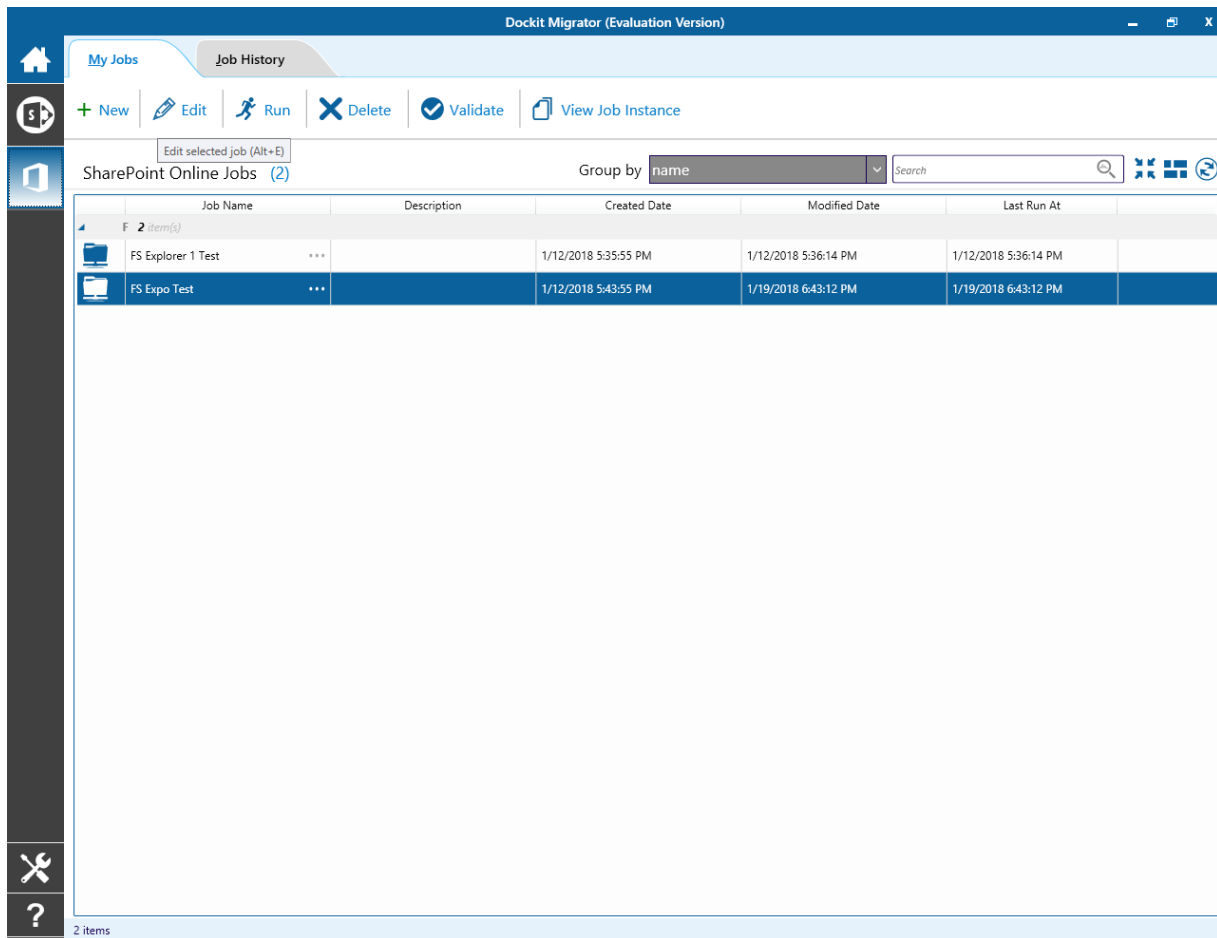 Dockit Migrator (Evaluation Version)
My Jobs Job History
+ New Edit Run Delete Validate View Job Instance
Edit selected job (Alt+E)
SharePoint Online Jobs (2) Group by name Search
Job Name Description Created Date Modified Date Last Run At
F 2 item(s)
FS Explorer 1 Test ... 1/12/2018 5:35:55 PM 1/12/2018 5:36:14 PM 1/12/2018 5:36:14 PM
FS Expo Test ... 1/12/2018 5:43:55 PM 1/19/2018 6:43:12 PM 1/19/2018 6:43:12 PM
2 items